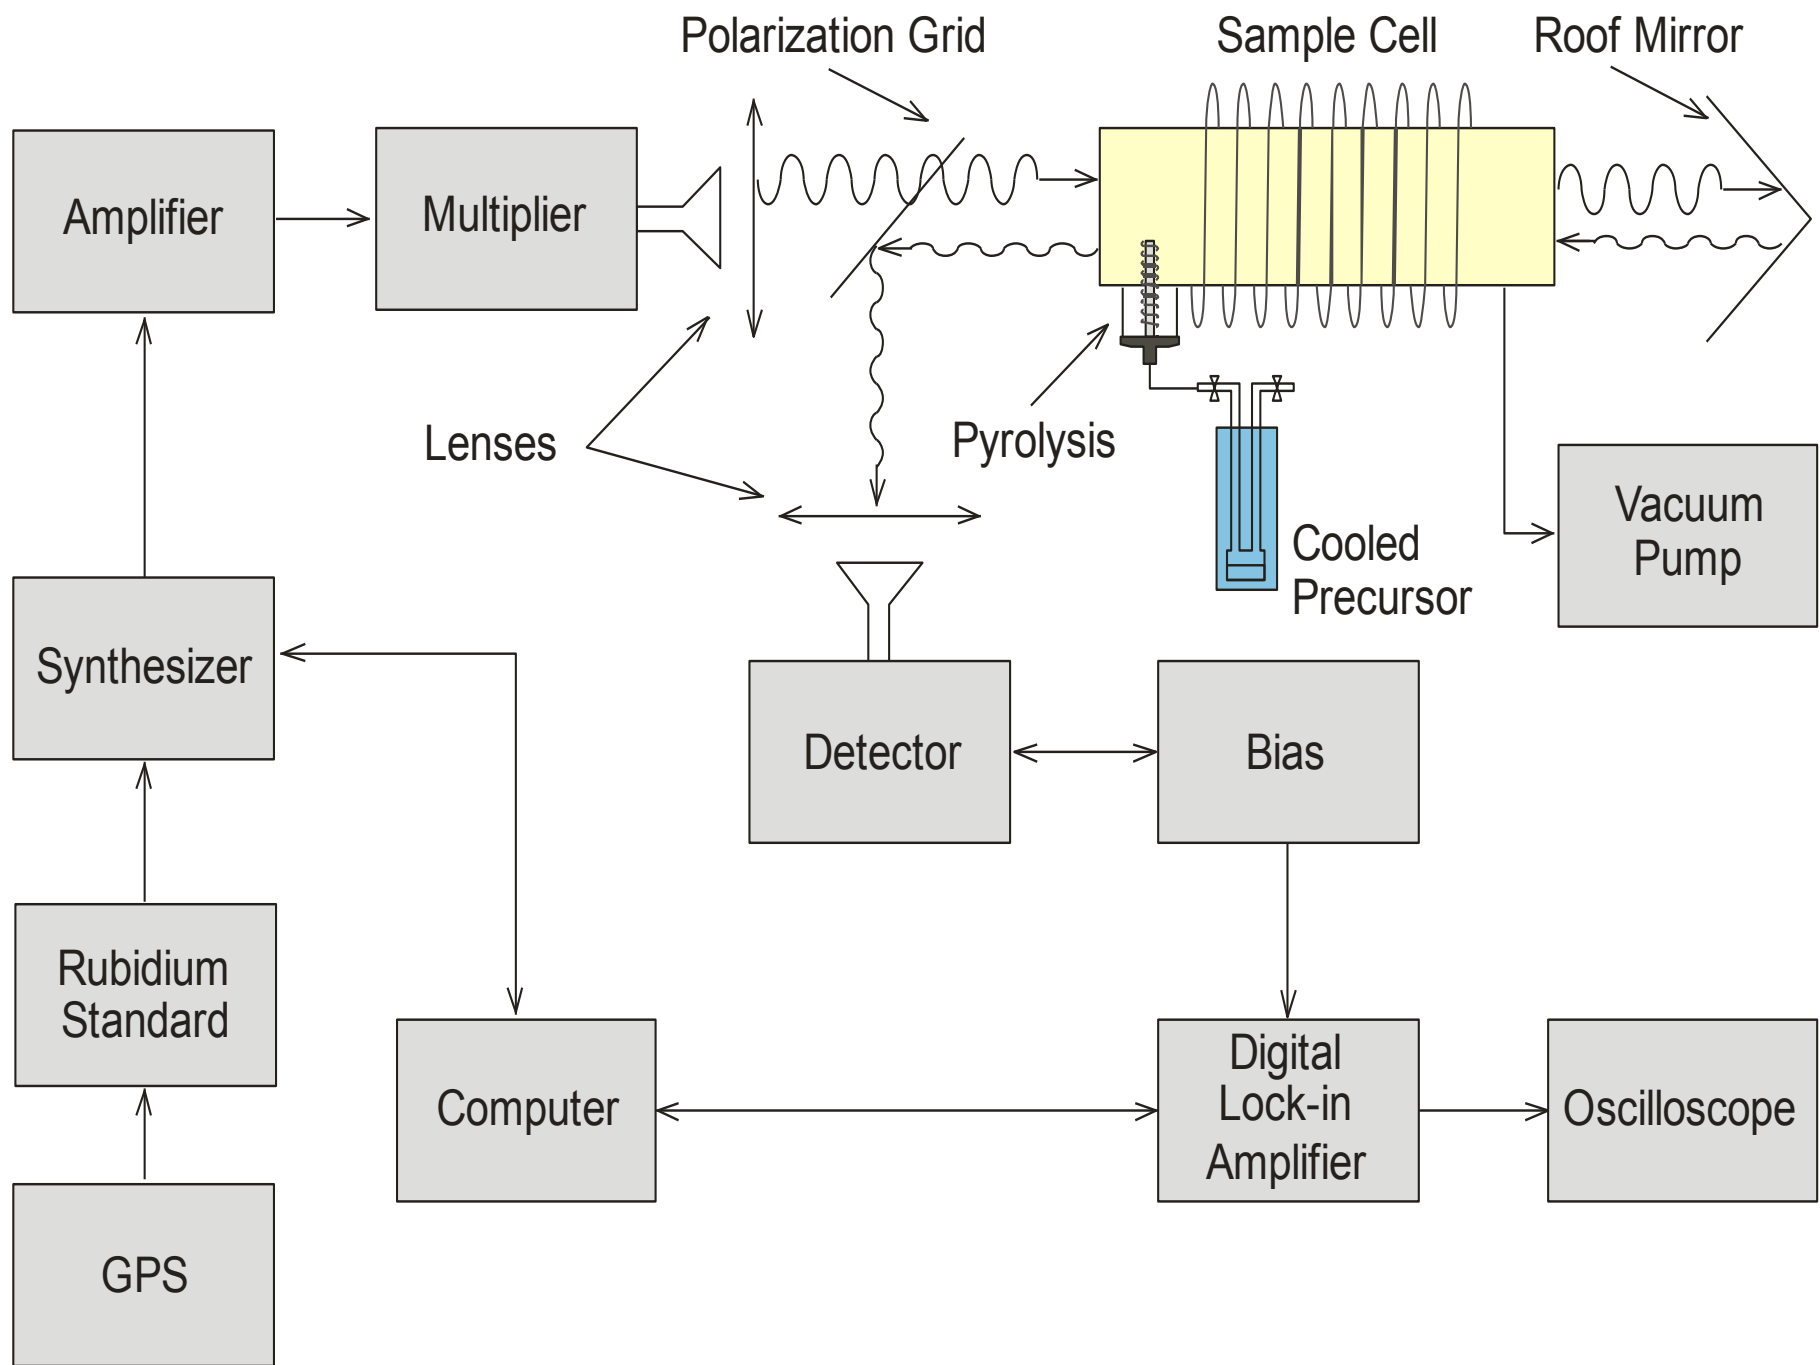 Polarization Grid
Sample Cell
Roof Mirror
Amplifier
Multiplier
Lenses
Pyrolysis
Cooled
Precursor
Vacuum
Pump
Synthesizer
Detector
Bias
Rubidium
Standard
Computer
Digital
Lock-in
Amplifier
Oscilloscope
GPS